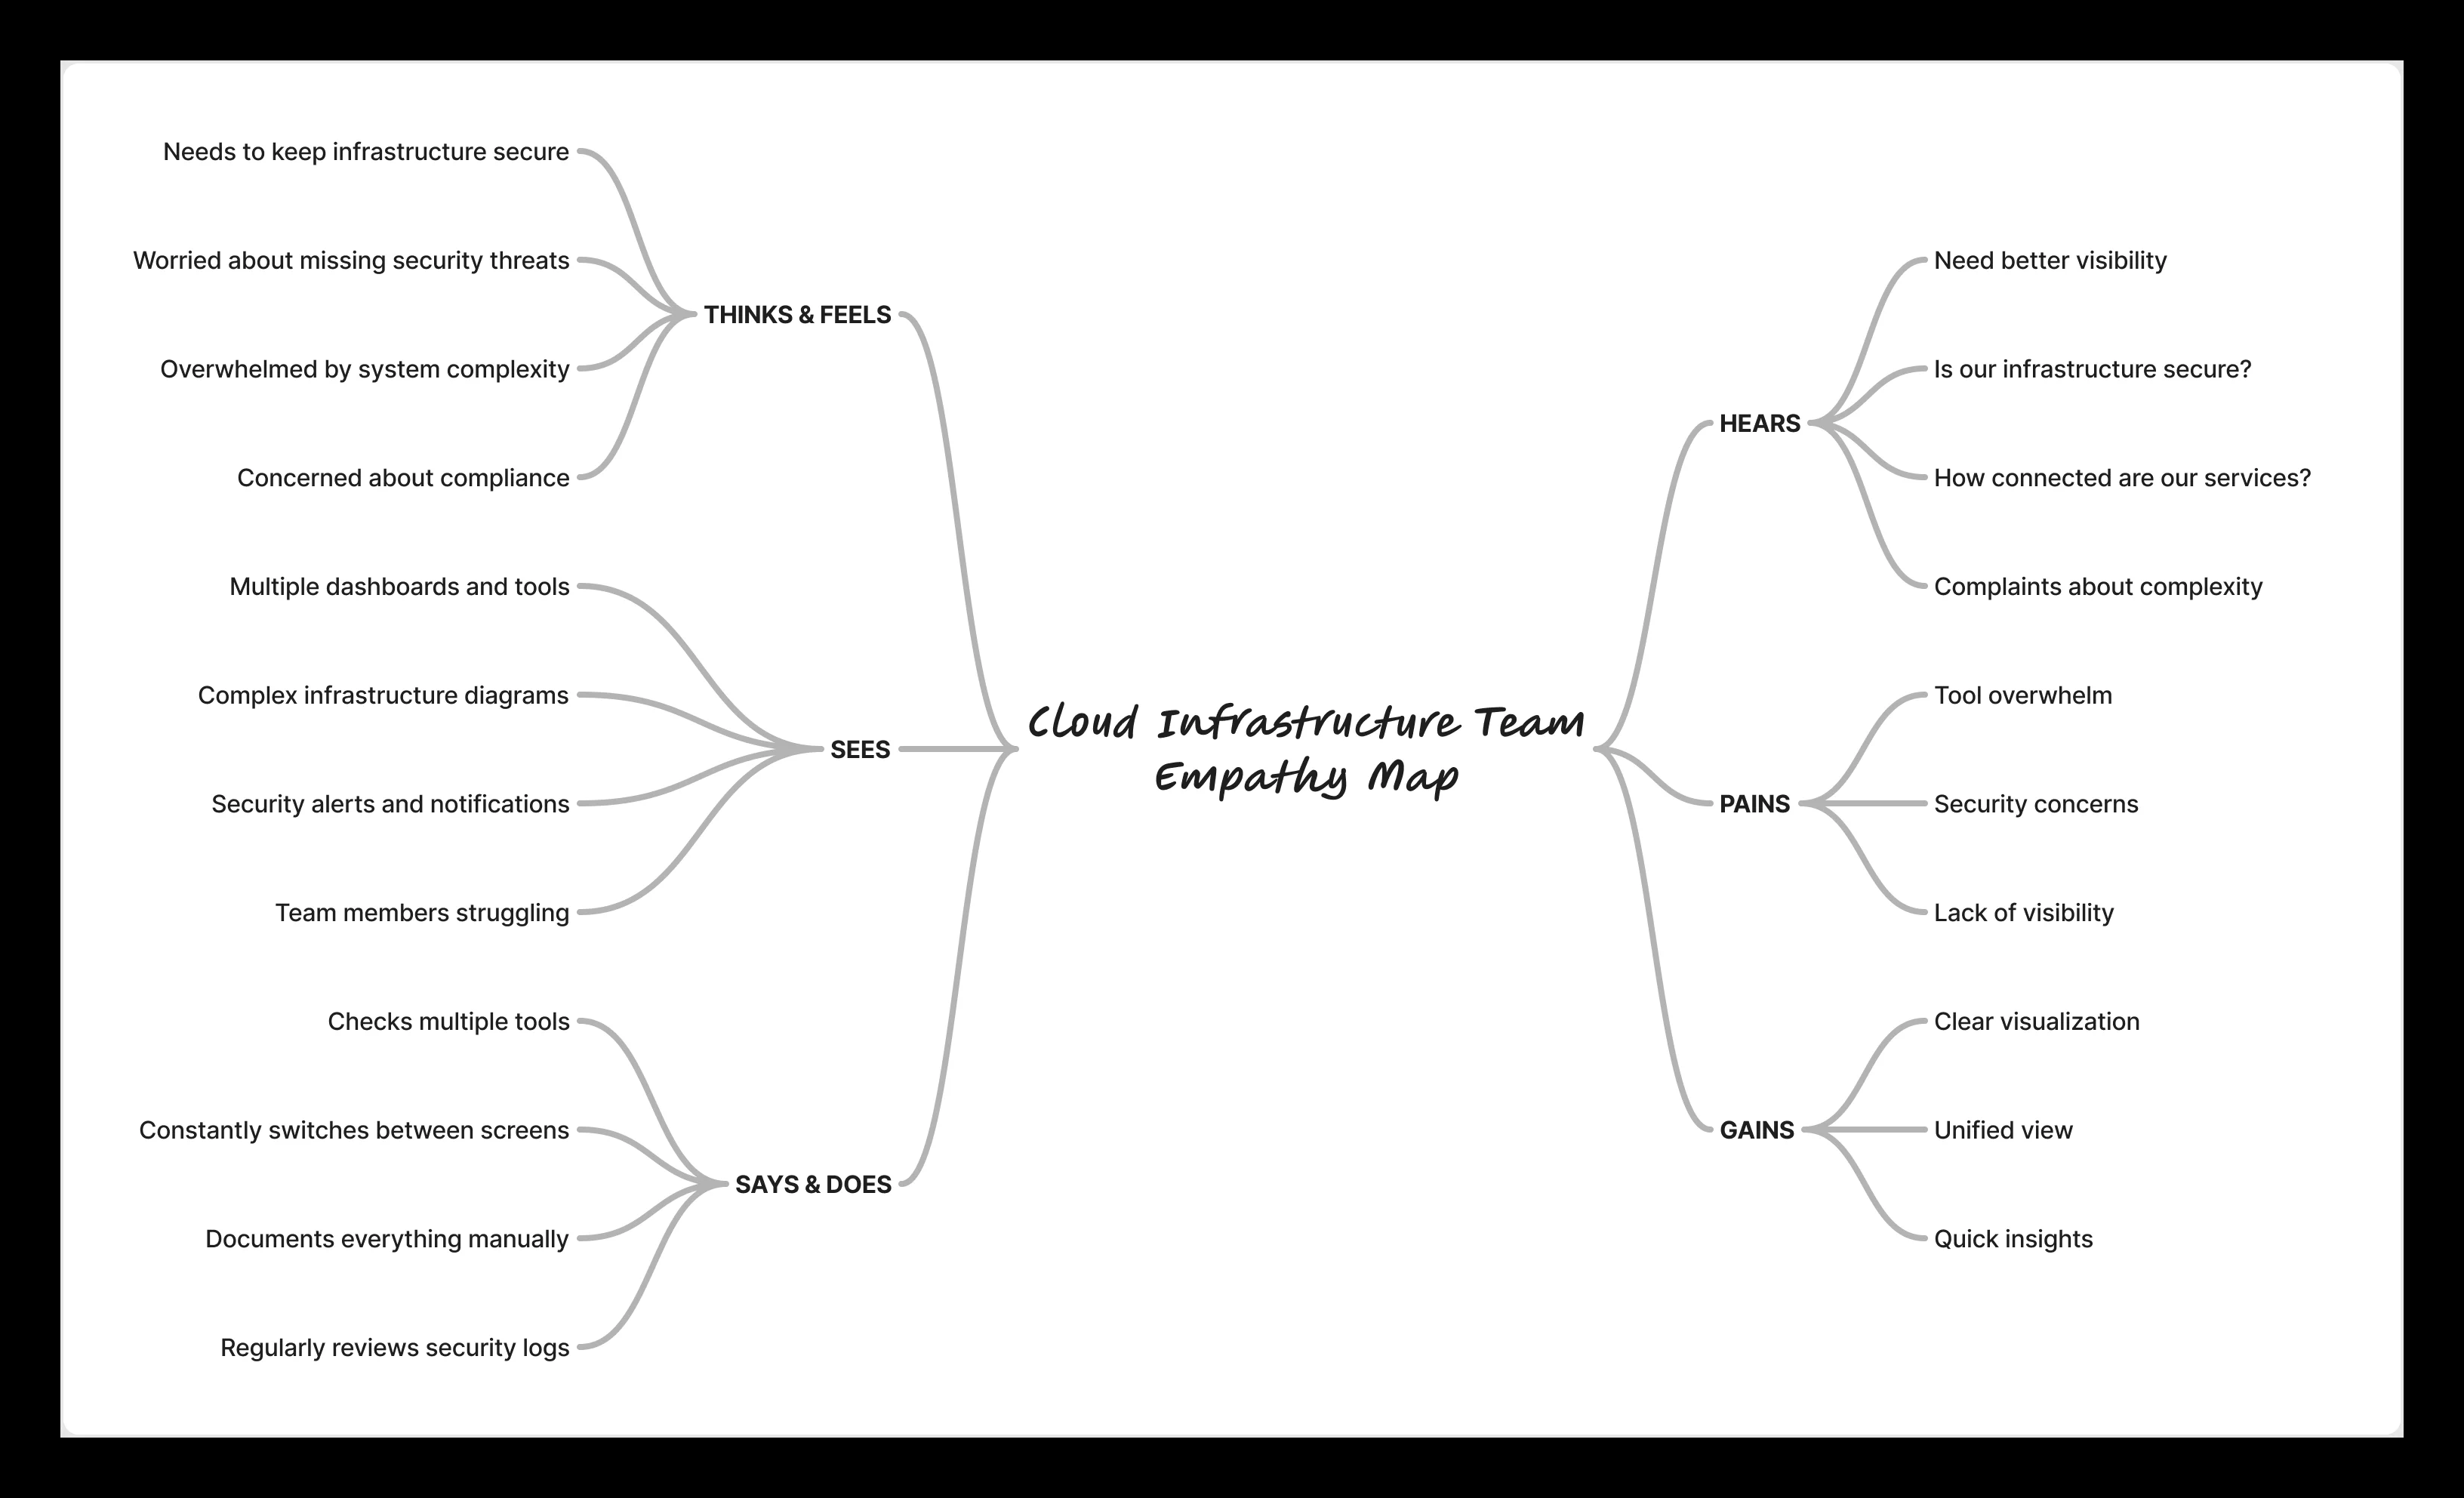 Needs to keep infrastructure secure
Worried about missing security threats
THINKS & FEELS
Overwhelmed by system complexity
Concerned about compliance
Multiple dashboards and tools
Complex infrastructure diagrams
SEES
Security alerts and notifications
Team members struggling
Checks multiple tools
Constantly switches between screens
SAYS & DOES
Documents everything manually
Regularly reviews security logs
Cloud Infrastructure Team
Empathy Map
Need better visibility
Is our infrastructure secure?
HEARS
How connected are our services?
Complaints about complexity
Tool overwhelm
PAINS
Security concerns
Lack of visibility
Clear visualization
GAINS
Unified view
Quick insights